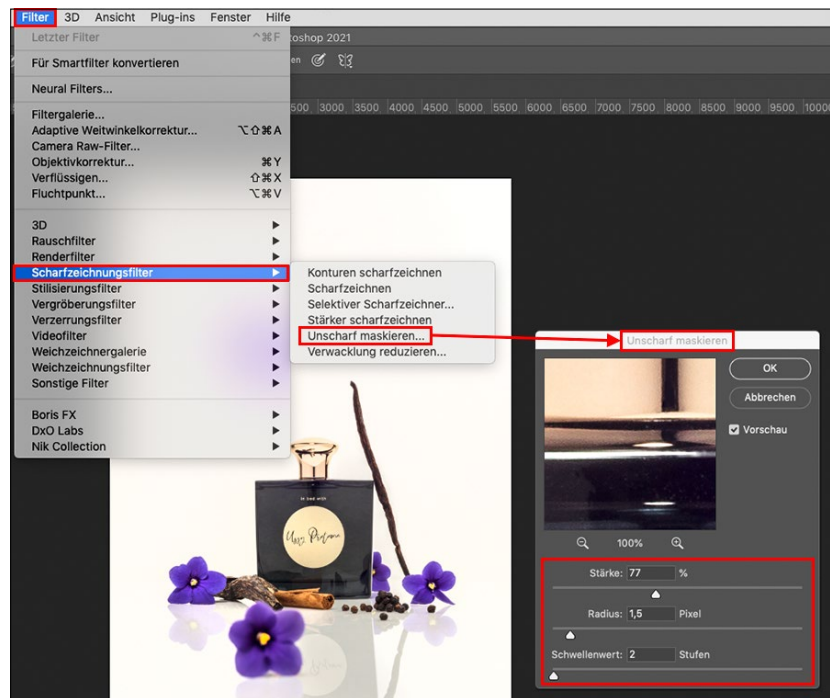 Filter 3D Ansicht Plug-ins Fenster Hilfe
Letzter Filter ^⌘F
toshop 2021
Für Smartfilter konvertieren
en
Neural Filters...
Filtergalerie...
500 3000 3500 4000 4500 5000 5500 6000 6500 7000 7500 8000 8500 9000 9500 10000
Adaptive Weitwinkelkorrektur... ⌥⇧⌘A
Camera Raw-Filter...
Objektivkorrektur... ⌘Y
Verflüssigen... ⇧⌘X
Fluchtpunkt... ⌥⌘V
3D
Rauschfilter
Renderfilter
Scharfzeichnungsfilter
Stilisierungsfilter
Vergröberungsfilter
Verzerrungsfilter
Videofilter
Weichzeichnergalerie
Weichzeichnungsfilter
Sonstige Filter
Boris FX
DxO Labs
Nik Collection
Konturen scharfzeichnen
Scharfzeichnen
Selektiver Scharfzeichner...
Stärker scharfzeichnen
Unscharf maskieren...
Verwacklung reduzieren...
Unscharf maskieren
OK
Abbrechen
Vorschau
100%
Stärke: 77 %
Radius: 1,5 Pixel
Schwellenwert: 2 Stufen